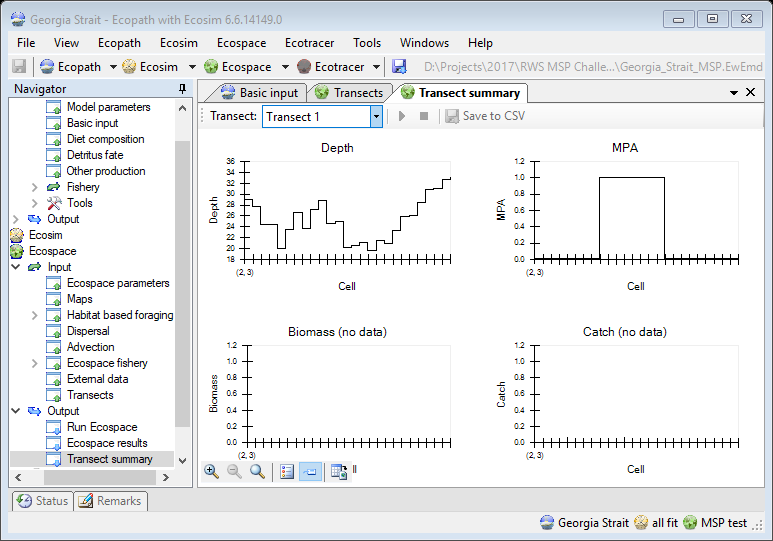 Georgia Strait - Ecopath with Ecosim 6.6.14149.0
File View Ecopath Ecosim Ecospace Ecotracer Tools Windows Help
Ecopath Ecosim Ecospace Ecotracer D:\Projects\2017\RWS MSP Challe...\Georgia_Strait_MSP.EwEmd
Navigator
Model parameters
Basic input
Diet composition
Detritus fate
Other production
Fishery
Tools
Output
Ecosim
Ecospace
Input
Ecospace parameters
Maps
Habitat based foraging
Dispersal
Advection
Ecospace fishery
External data
Transects
Output
Run Ecospace
Ecospace results
Transect summary
Basic input Transects Transect summary
Transect: Transect 1 Save to CSV
Depth
36
34
32
30
28
26
24
22
20
18
Depth
(2, 3)
Cell
MPA
1.2
1.0
0.8
0.6
0.4
0.2
0.0
MPA
(2, 3)
Cell
Biomass (no data)
1.2
1.0
0.8
0.6
0.4
0.2
0.0
Biomass
(2, 3)
Catch (no data)
1.2
1.0
0.8
0.6
0.4
0.2
0.0
Catch
(2, 3)
Cell
Status Remarks
Georgia Strait all fit MSP test